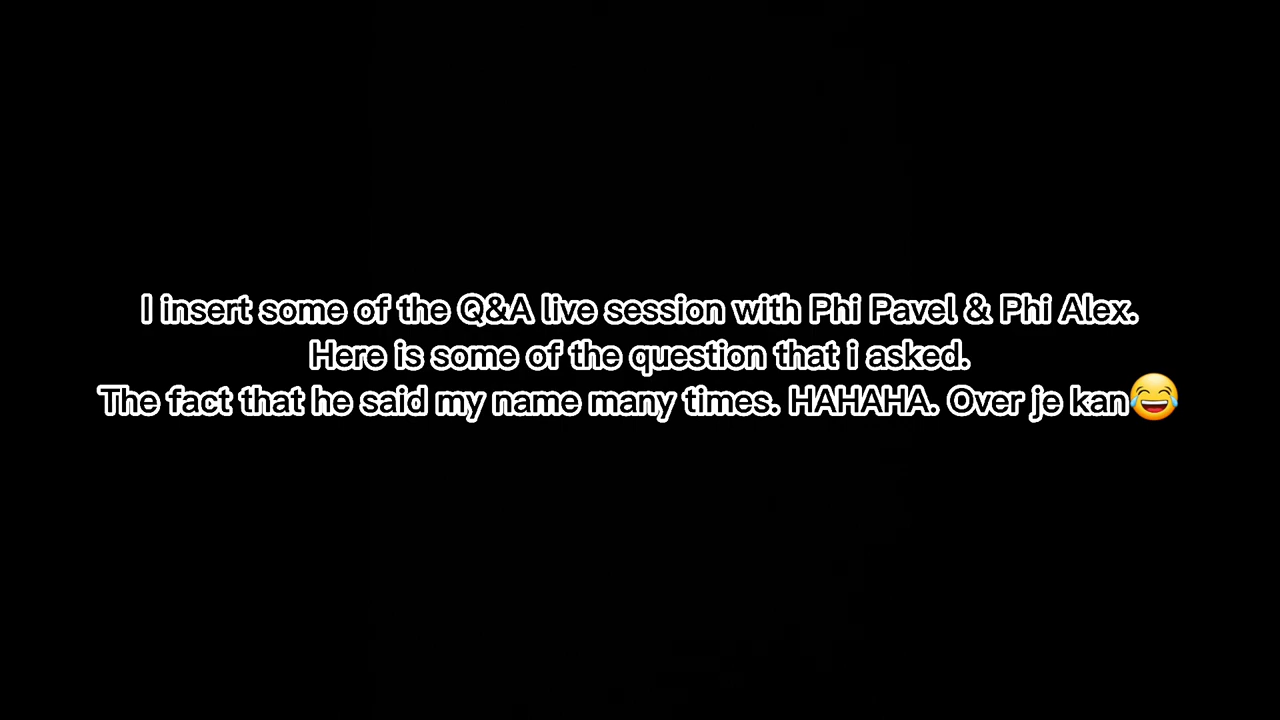 I insert some of the Q&A live session with Phi Pavel & Phi Alex.
Here is some of the question that i asked.
The fact that he said my name many times. HAHAHA. Over je kan😂